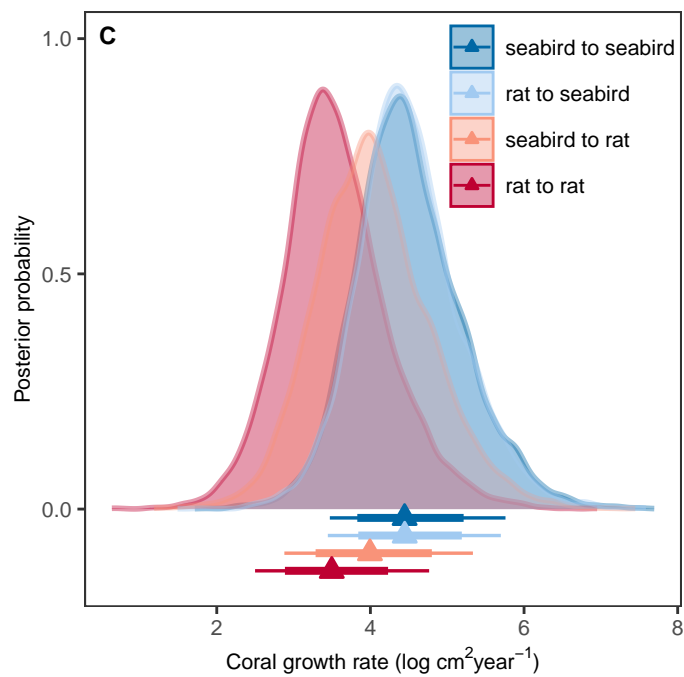 C
seabird to seabird
rat to seabird
seabird to rat
rat to rat
1.0
0.5
0.0
Posterior probability
2 4 6 8
Coral growth rate (log cm²year⁻¹)